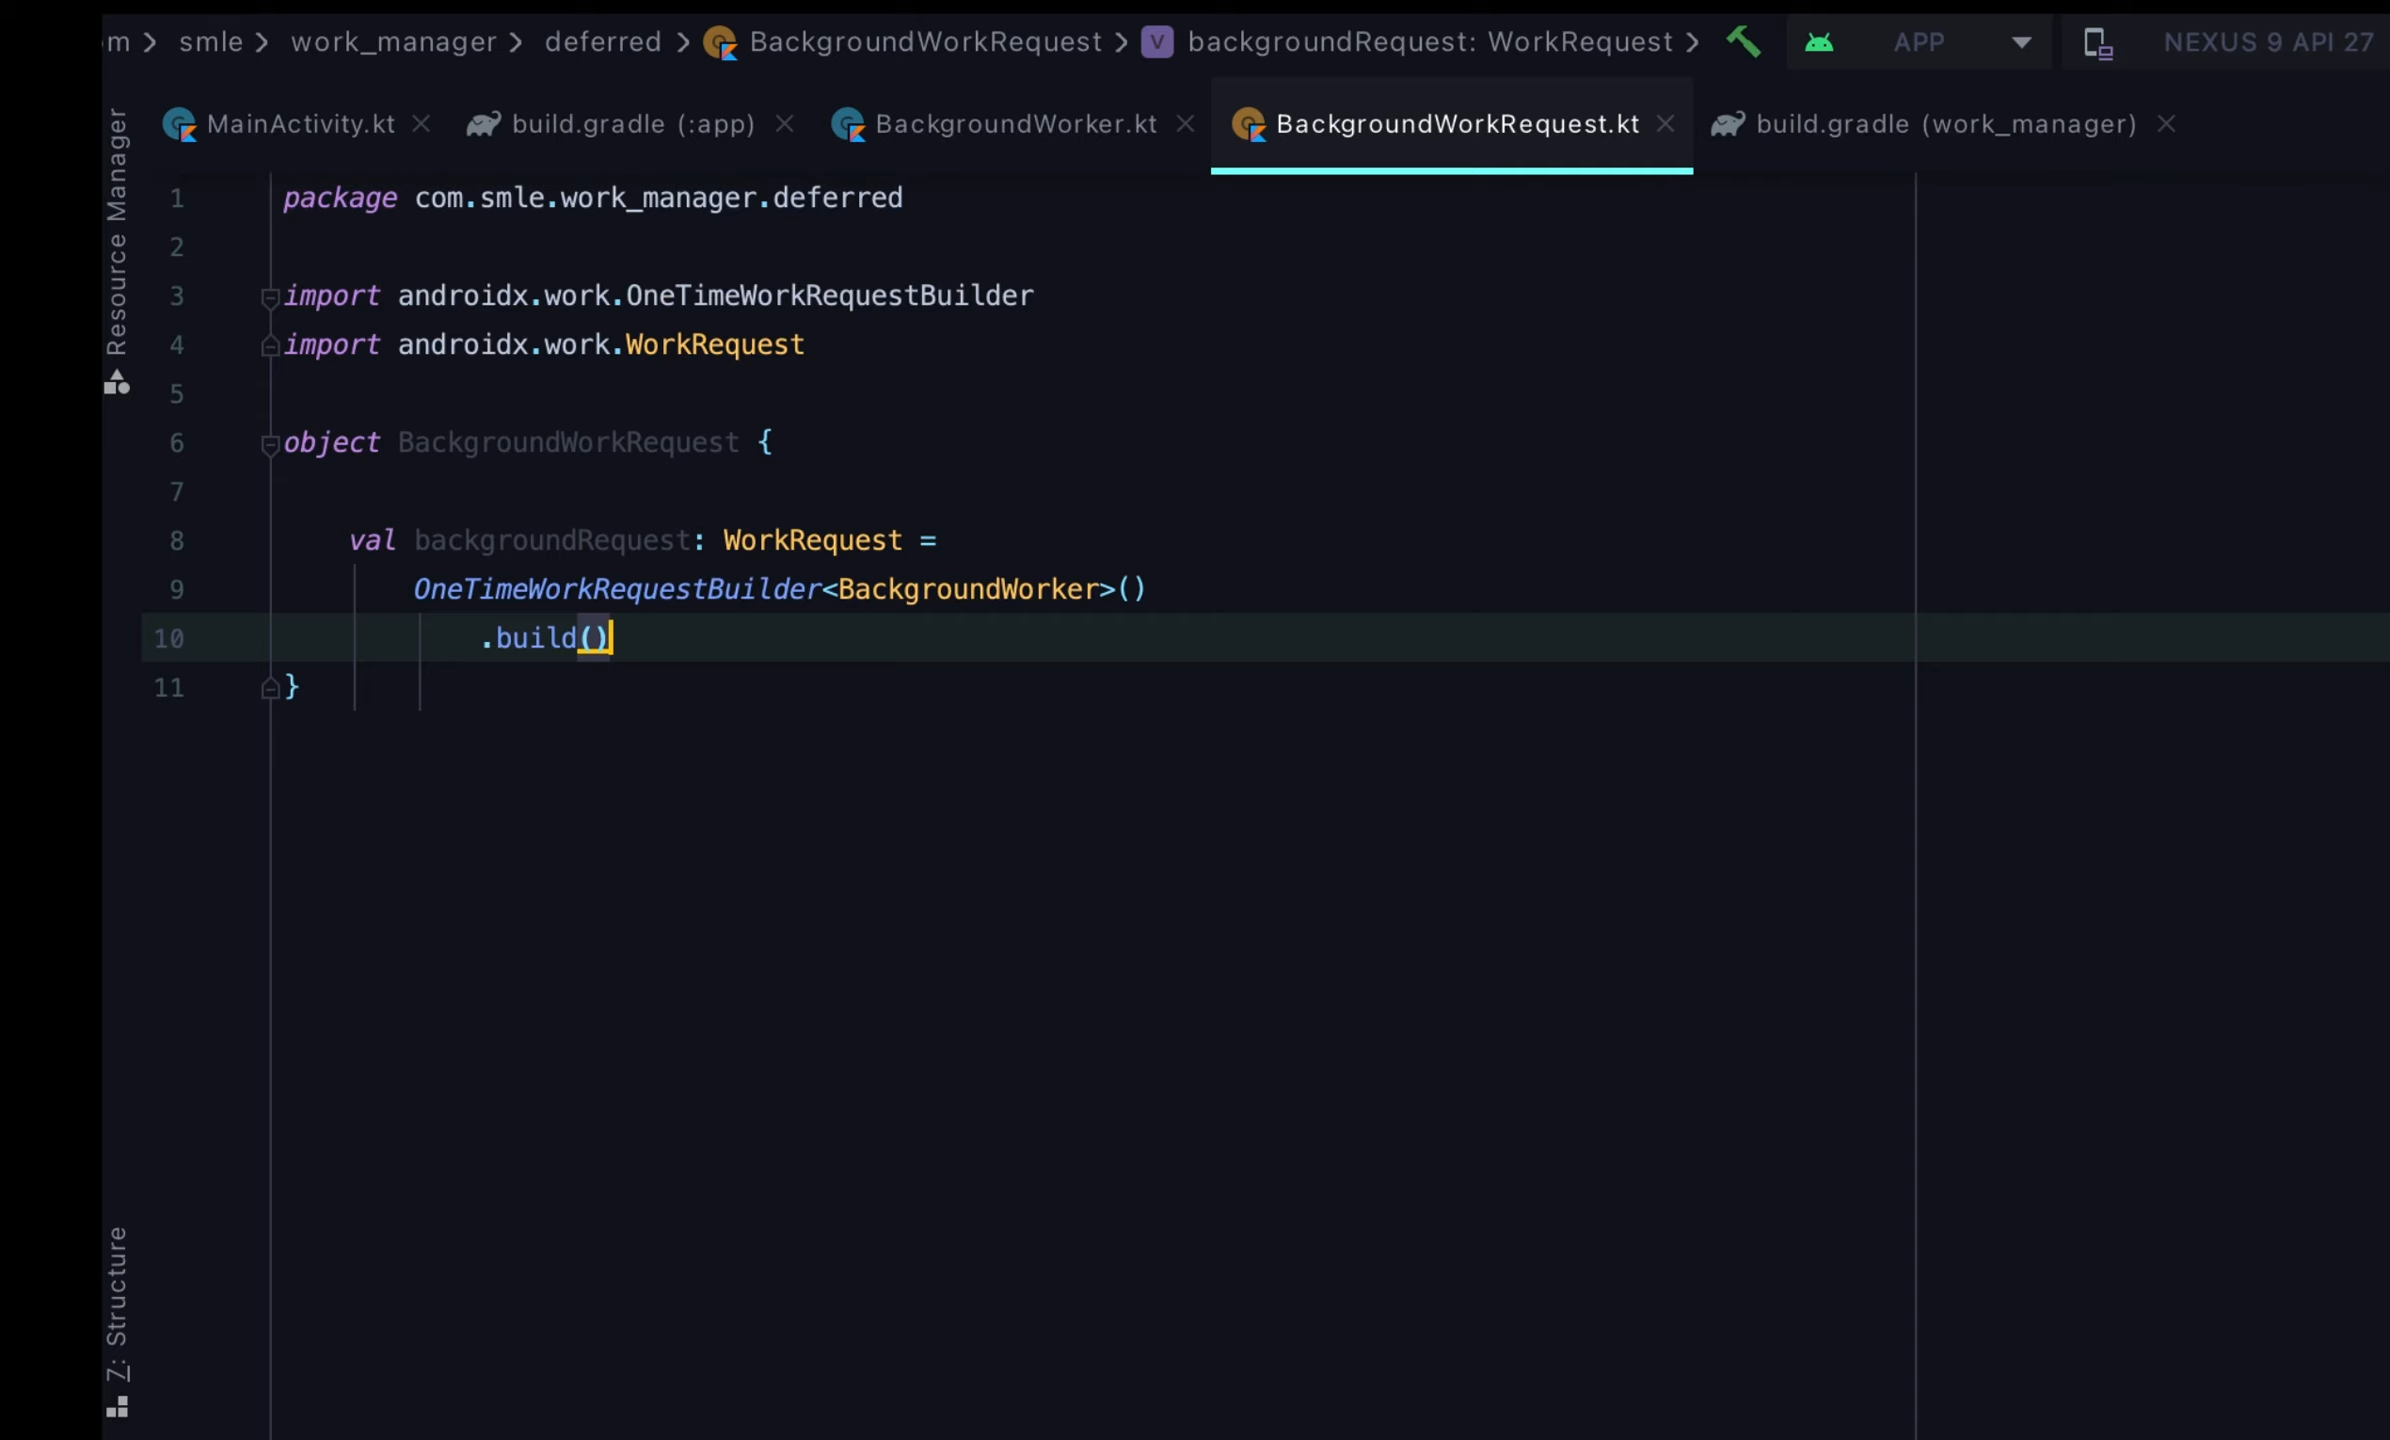 m > smle > work_manager > deferred > BackgroundWorkRequest > V backgroundRequest: WorkRequest > APP NEXUS 9 API 27
MainActivity.kt build.gradle (:app) BackgroundWorker.kt BackgroundWorkRequest.kt build.gradle (work_manager)
Resource Manager
1 package com.smle.work_manager.deferred
2
3 import androidx.work.OneTimeWorkRequestBuilder
4 import androidx.work.WorkRequest
5
6 object BackgroundWorkRequest {
7
8 val backgroundRequest: WorkRequest =
9 OneTimeWorkRequestBuilder<BackgroundWorker>()
10 .build()
11 }
Z: Structure